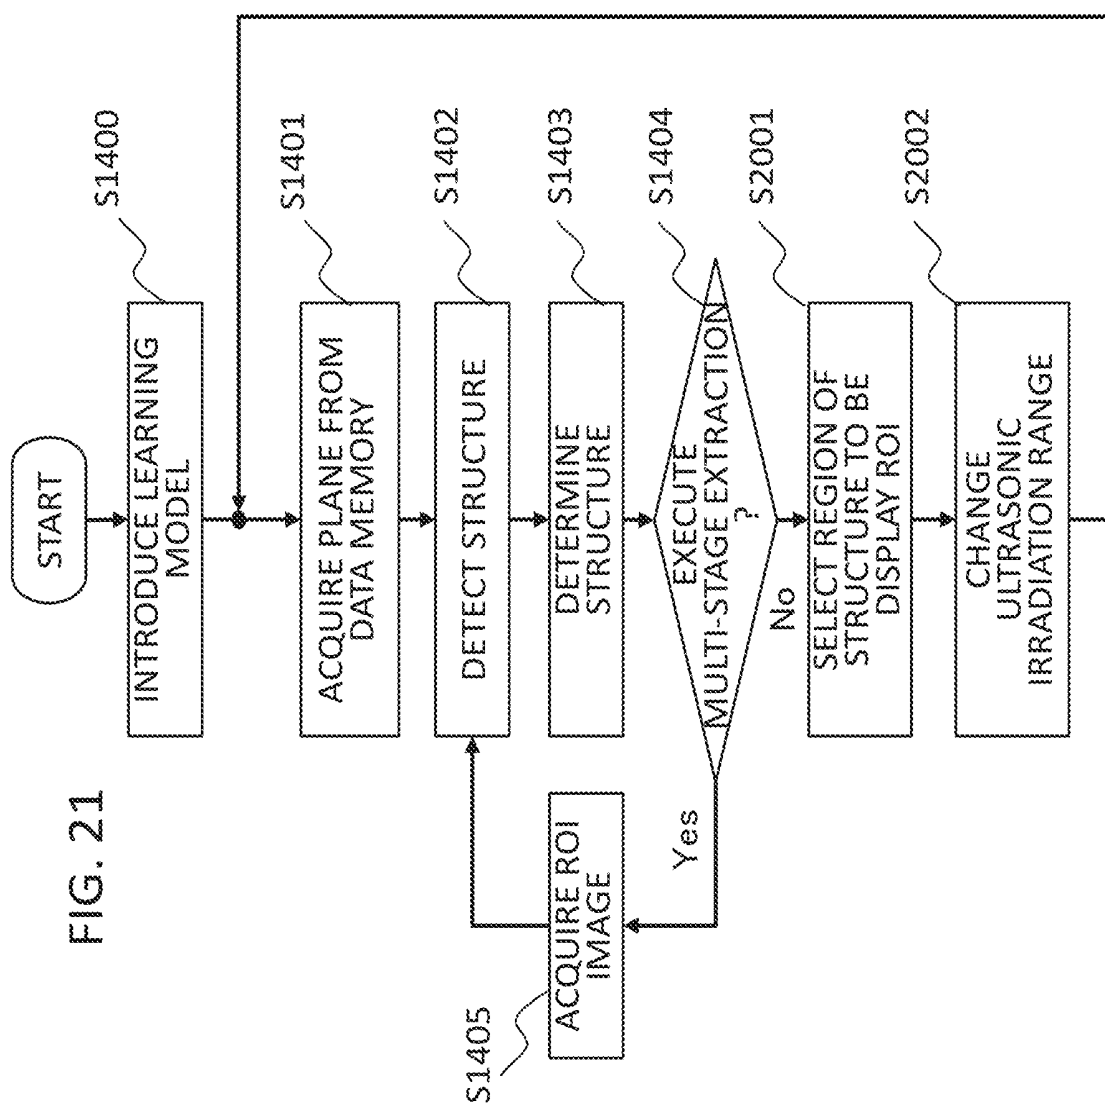 FIG. 21
START
INTRODUCE LEARNING
MODEL
S1400
ACQUIRE PLANE FROM
DATA MEMORY
S1401
DETECT STRUCTURE
S1402
DETERMINE
STRUCTURE
S1403
EXECUTE
MULTI-STAGE EXTRACTION
?
S1404
Yes
ACQUIRE ROI
IMAGE
S1405
No
SELECT REGION OF
STRUCTURE TO BE
DISPLAY ROI
S2001
CHANGE
ULTRASONIC
IRRADIATION RANGE
S2002